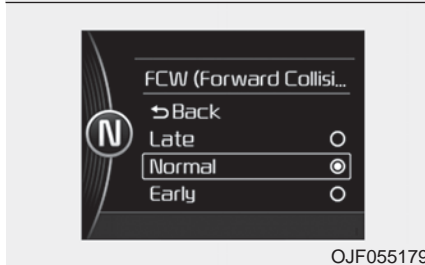 FCW (Forward Collisi...
Back
N
Late
Normal
Early
OJF055179